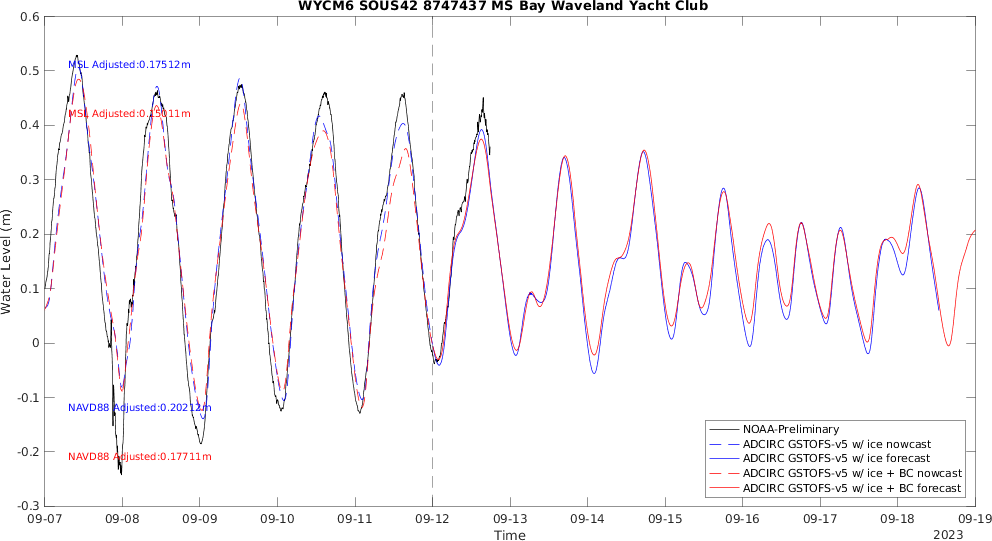 WYCM6 SOUS42 8747437 MS Bay Waveland Yacht Club
0.6
0.5
0.4
0.3
0.2
0.1
0
-0.1
-0.2
-0.3
Water Level (m)
MSL Adjusted:0.17512m
MSL Adjusted:0.15011m
NAVD88 Adjusted:0.20212m
NAVD88 Adjusted:0.17711m
NOAA-Preliminary
ADCIRC GSTOFS-v5 w/ ice nowcast
ADCIRC GSTOFS-v5 w/ ice forecast
ADCIRC GSTOFS-v5 w/ ice + BC nowcast
ADCIRC GSTOFS-v5 w/ ice + BC forecast
09-07 09-08 09-09 09-10 09-11 09-12 09-13 09-14 09-15 09-16 09-17 09-18 09-19
Time
2023